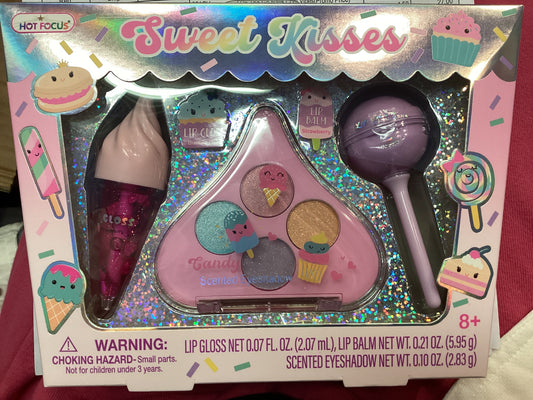 HOT FOCUS
Sweet Kisses
LIP GLOSS
LIP
BALM
Strawberry
GLOSS
Candy
Scented Eyeshadow
8+
WARNING:
CHOKING HAZARD-Small parts.
Not for children under 3 years.
LIP GLOSS NET 0.07 FL. OZ. (2.07 mL), LIP BALM NET WT. 0.21 OZ. (5.95 g)
SCENTED EYESHADOW NET WT. 0.10 OZ. (2.83 g)